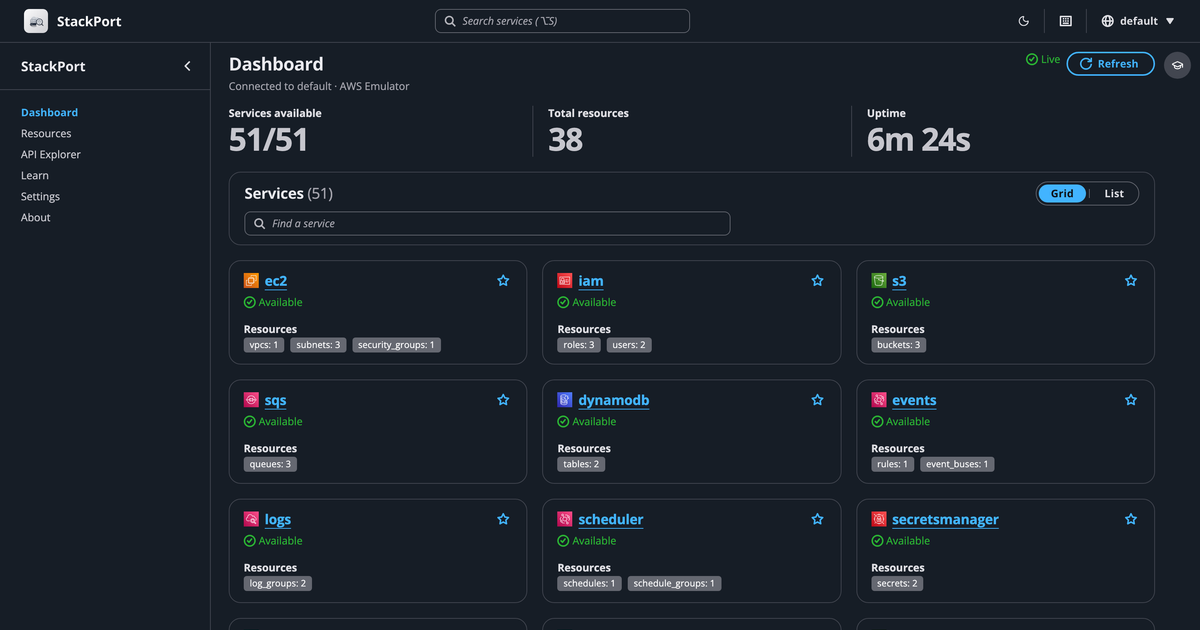 StackPort
Search services (⌥S)
default
StackPort
Dashboard
Resources
API Explorer
Learn
Settings
About
Dashboard
Connected to default · AWS Emulator
Live
Refresh
Services available
51/51
Total resources
38
Uptime
6m 24s
Services (51)
Grid
List
Find a service
ec2
Available
Resources
vpcs: 1 subnets: 3 security_groups: 1
iam
Available
Resources
roles: 3 users: 2
s3
Available
Resources
buckets: 3
sqs
Available
Resources
queues: 3
dynamodb
Available
Resources
tables: 2
events
Available
Resources
rules: 1 event_buses: 1
logs
Available
Resources
log_groups: 2
scheduler
Available
Resources
schedules: 1 schedule_groups: 1
secretsmanager
Available
Resources
secrets: 2